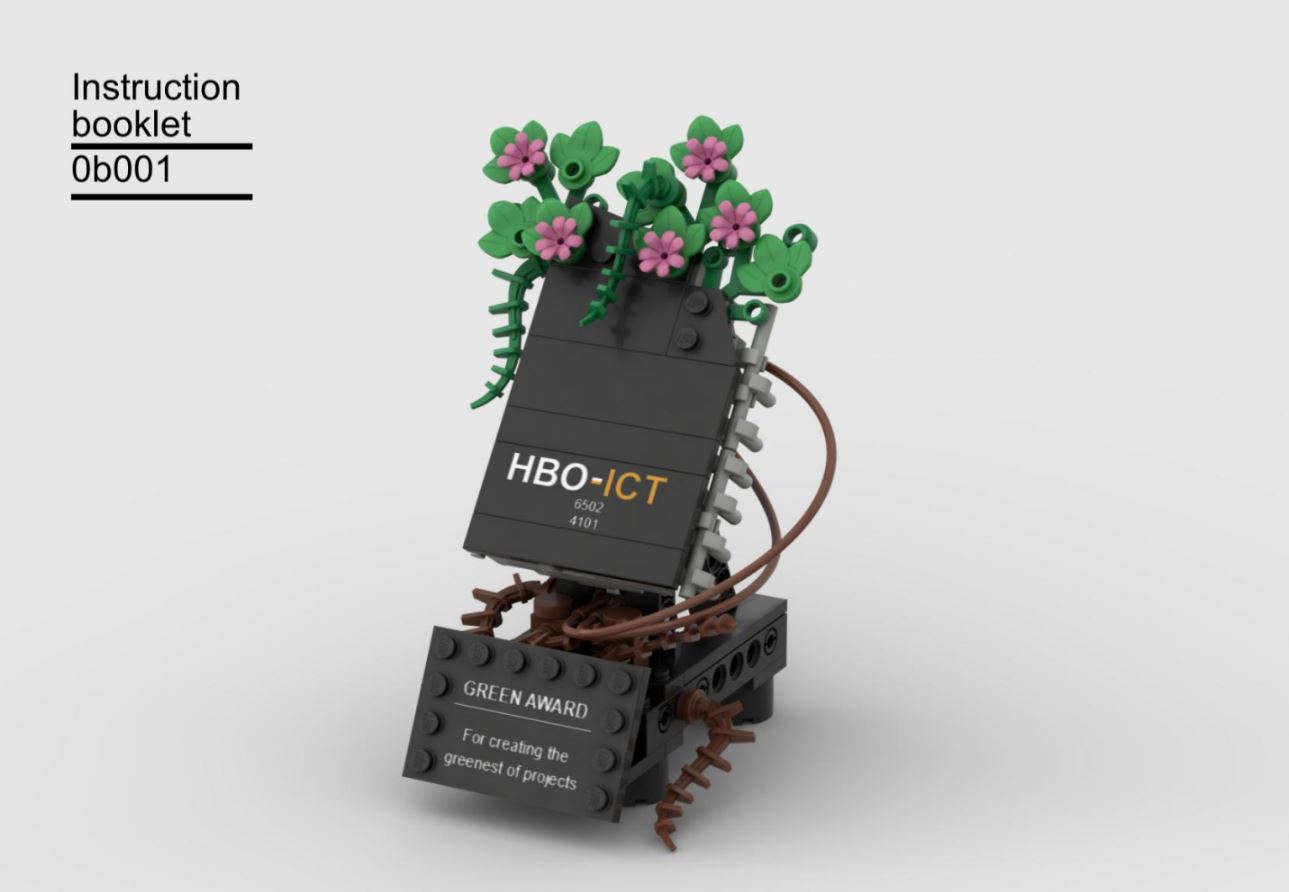 Instruction
booklet
0b001
HBO-ICT
6502
4101
GREEN AWARD
For creating the
greenest of projects